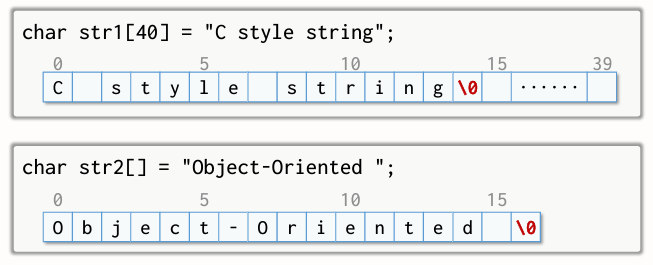 char str1[40] = "C style string";
0 5 10 15 39
C s t y l e s t r i n g \0 ······
char str2[] = "Object-Oriented ";
0 5 10 15
O b j e c t - O r i e n t e d \0